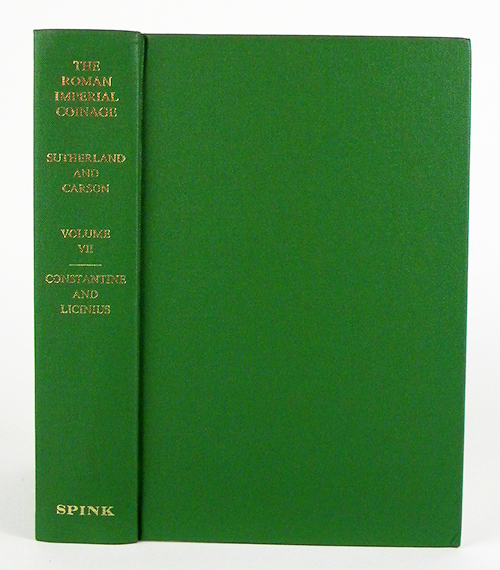 THE
ROMAN
IMPERIAL
COINAGE
SUTHERLAND
AND
CARSON
VOLUME
VII
CONSTANTINE
AND
LICINIUS
SPINK